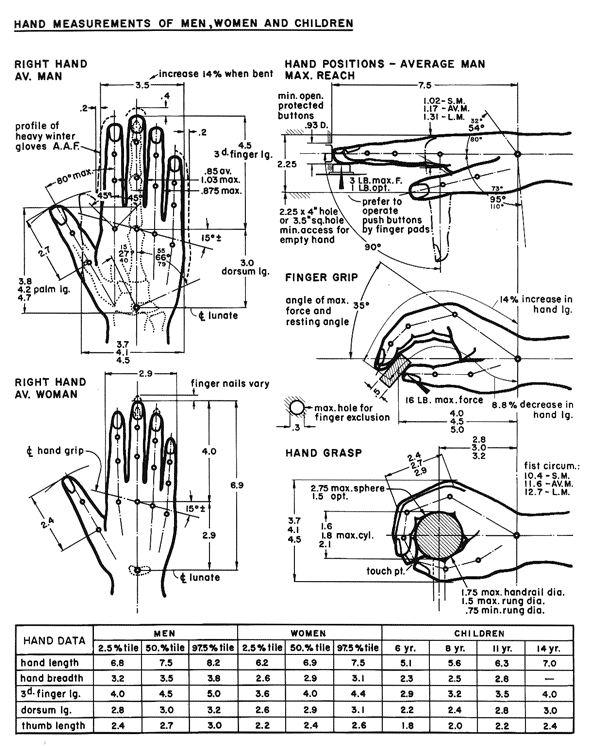 HAND MEASUREMENTS OF MEN, WOMEN AND CHILDREN
RIGHT HAND
AV. MAN
increase 14% when bent
3.5
.4
.2
profile of
heavy winter
gloves A.A.F.
.2
4.5
3ᵈ·finger lg.
.85 av.
1.03 max.
.875 max.
80° max.
45°
45°
15°±
2.7
15
27°
40
55
66°
79
3.0
dorsum lg.
3.8
4.2 palm lg.
4.7
℄ lunate
3.7
4.1
4.5
HAND POSITIONS – AVERAGE MAN
MAX. REACH
7.5
min. open.
protected
buttons
.93 D.
1.02 - S.M.
1.17 - AV.M.
1.31 - L.M.
32°
54°
80°
2.25
3 LB. max. F.
1 LB. opt.
prefer to
operate
push buttons
by finger pads
73°
95°
110°
2.25 x 4" hole
or 3.5" sq. hole
min. access for
empty hand
90°
FINGER GRIP
angle of max.
force and
resting angle
35°
14% increase in
hand lg.
.5
16 LB. max. force
8.8% decrease in
hand lg.
4.0
4.5
5.0
max. hole for
finger exclusion
.3
RIGHT HAND
AV. WOMAN
2.9
finger nails vary
℄ hand grip
4.0
6.9
15°±
2.4
2.9
℄ lunate
HAND GRASP
2.8
3.0
3.2
2.4
2.7
2.9
fist circum.:
10.4 - S.M.
11.6 - AV.M.
12.7 - L.M.
2.75 max. sphere
1.5 opt.
3.7
4.1
4.5
1.6
1.8 max. cyl.
2.1
touch pt.
1.75 max. handrail dia.
1.5 max. rung dia.
.75 min. rung dia.
HAND DATA MEN WOMEN CHILDREN
2.5 %tile 50. %tile 97.5 %tile 2.5 %tile 50. %tile 97.5 %tile 6 yr. 8 yr. 11 yr. 14 yr.
hand length 6.8 7.5 8.2 6.2 6.9 7.5 5.1 5.6 6.3 7.0
hand breadth 3.2 3.5 3.8 2.6 2.9 3.1 2.3 2.5 2.8 —
3ᵈ·finger lg. 4.0 4.5 5.0 3.6 4.0 4.4 2.9 3.2 3.5 4.0
dorsum lg. 2.8 3.0 3.2 2.6 2.9 3.1 2.2 2.4 2.8 3.0
thumb length 2.4 2.7 3.0 2.2 2.4 2.6 1.8 2.0 2.2 2.4